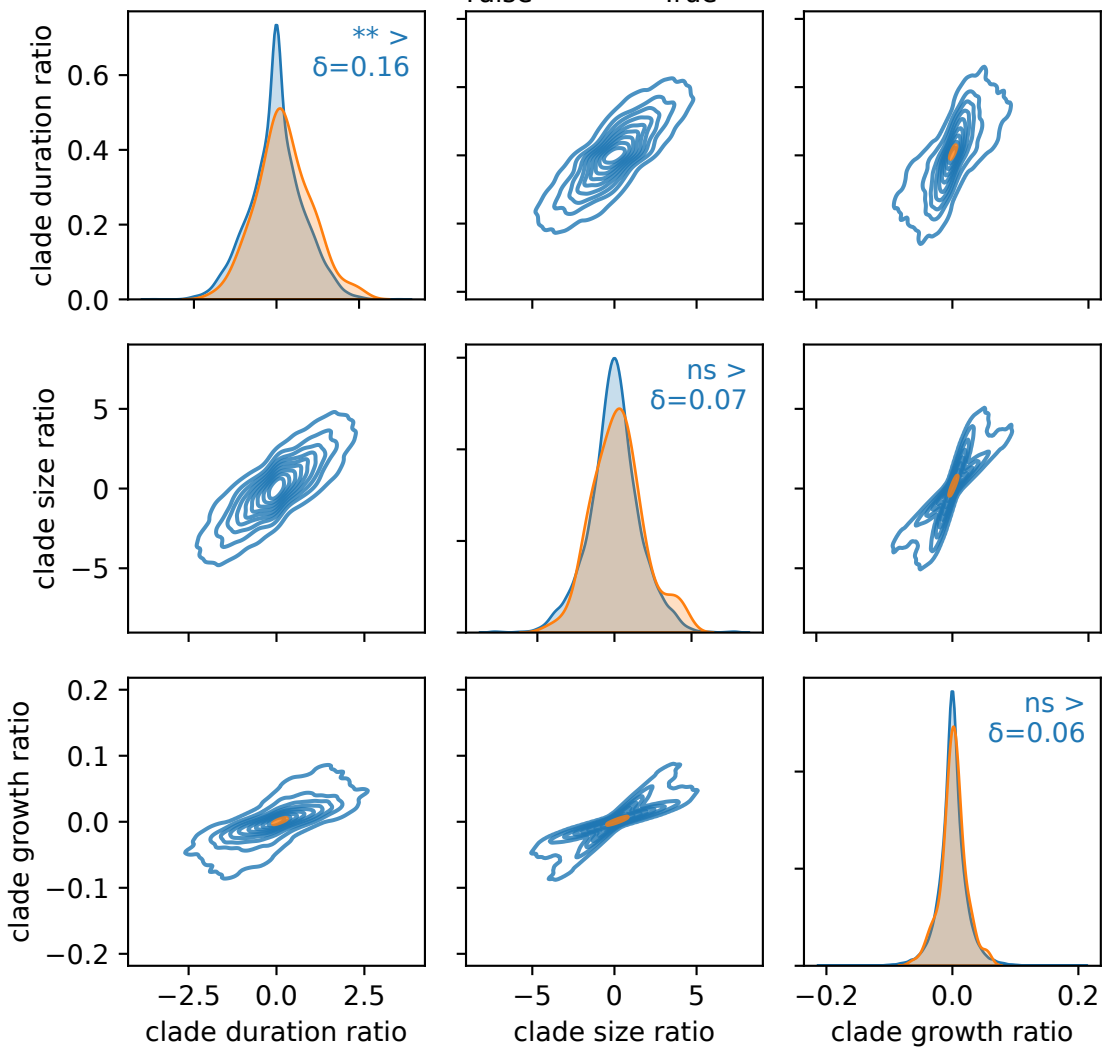 False True
clade duration ratio
0.6
0.4
0.2
0.0
** >
δ=0.16
clade size ratio
5
0
−5
ns >
δ=0.07
clade growth ratio
0.2
0.1
0.0
−0.1
−0.2
ns >
δ=0.06
−2.5 0.0 2.5
−5 0 5
−0.2 0.0 0.2
clade duration ratio
clade size ratio
clade growth ratio